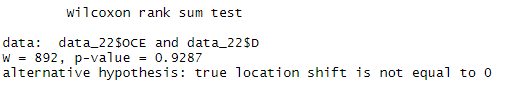 Wilcoxon rank sum test
data:  data_22$OCE and data_22$D
W = 892, p-value = 0.9287
alternative hypothesis: true location shift is not equal to 0